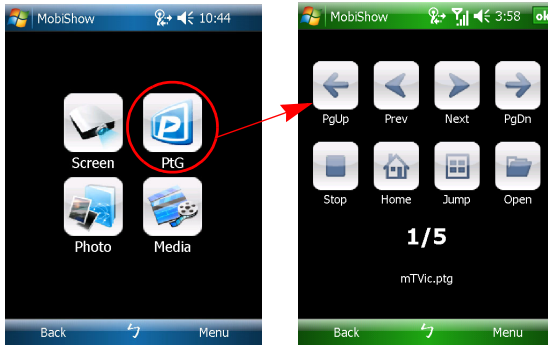 MobiShow 10:44
Screen PtG
Photo Media
Back ㄅ Menu
MobiShow 3:58 ok
PgUp Prev Next PgDn
Stop Home Jump Open
1/5
mTVic.ptg
Back ㄅ Menu